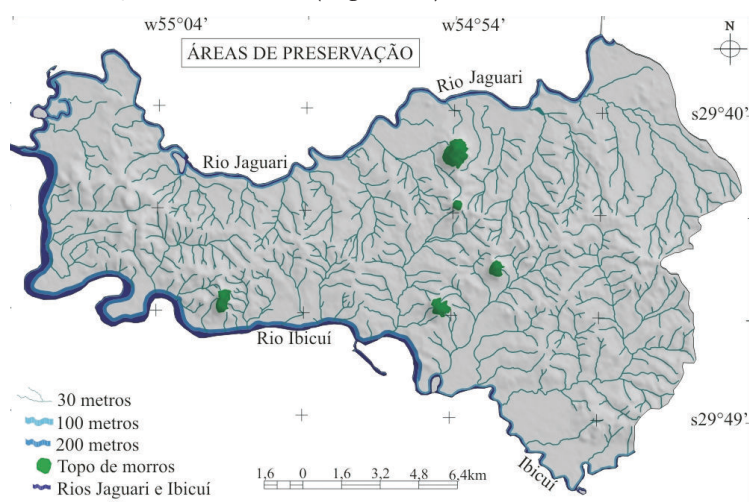 w55°04’ w54°54’
N
ÁREAS DE PRESERVAÇÃO
Rio Jaguari
s29°40’
Rio Jaguari
Rio Ibicuí
30 metros
100 metros
200 metros
Topo de morros
Rios Jaguari e Ibicuí
1,6 0 1,6 3,2 4,8 6,4km
Ibicuí
s29°49’